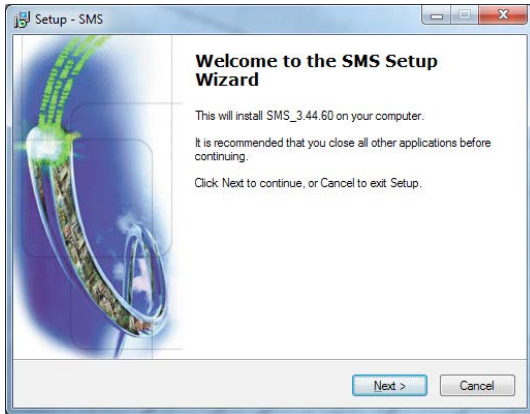 Setup - SMS
Welcome to the SMS Setup
Wizard
This will install SMS_3.44.60 on your computer.
It is recommended that you close all other applications before
continuing.
Click Next to continue, or Cancel to exit Setup.
Next >
Cancel